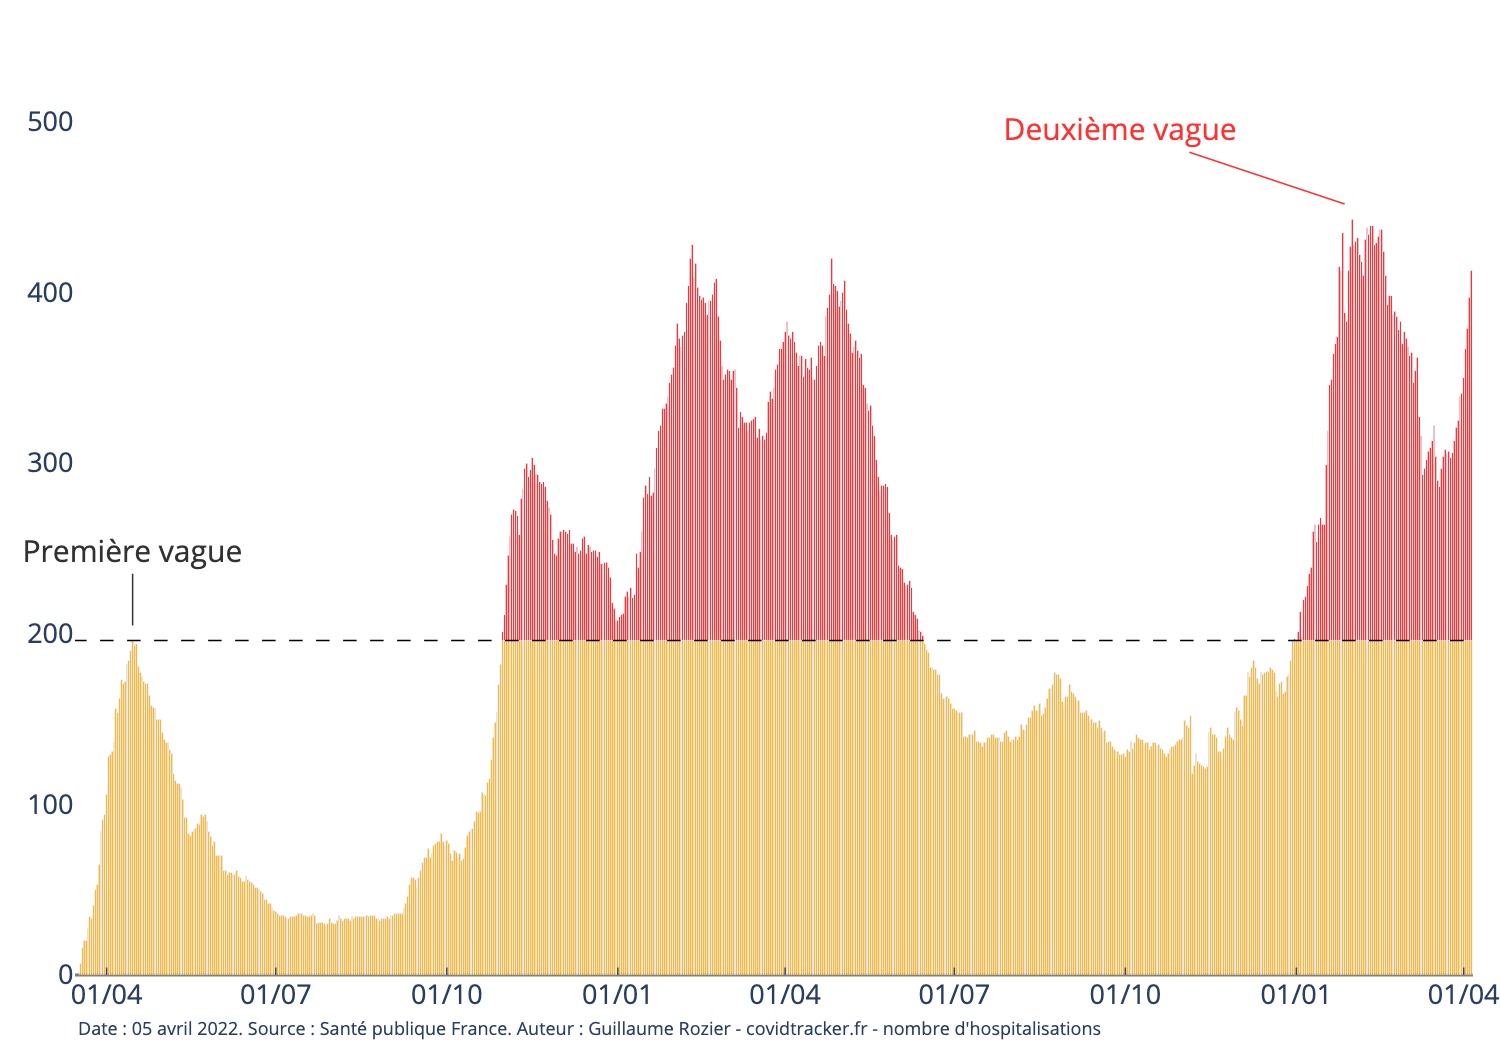 500
Deuxième vague
400
300
Première vague
200
100
0
01/04 01/07 01/10 01/01 01/04 01/07 01/10 01/01 01/04
Date : 05 avril 2022. Source : Santé publique France. Auteur : Guillaume Rozier - covidtracker.fr - nombre d'hospitalisations